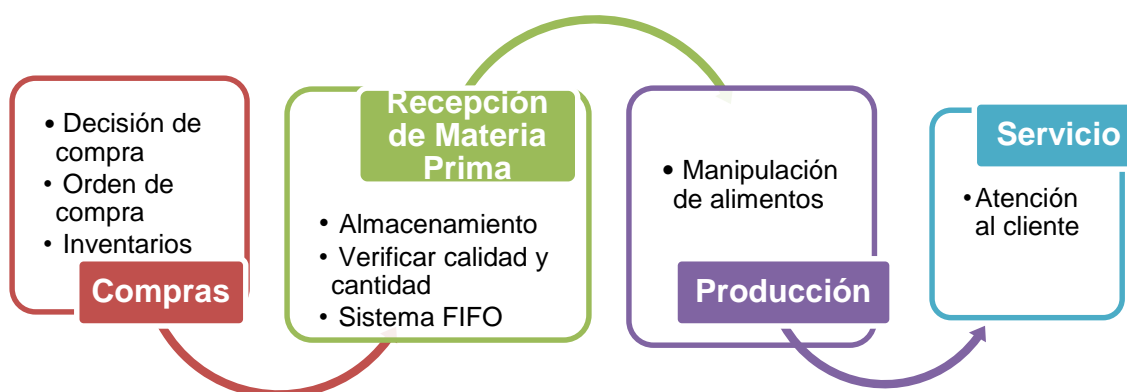 • Decisión de
compra
• Orden de
compra
• Inventarios
Compras
Recepción
de Materia
Prima
• Almacenamiento
• Verificar calidad y
cantidad
• Sistema FIFO
• Manipulación
de alimentos
Producción
Servicio
• Atención
al cliente